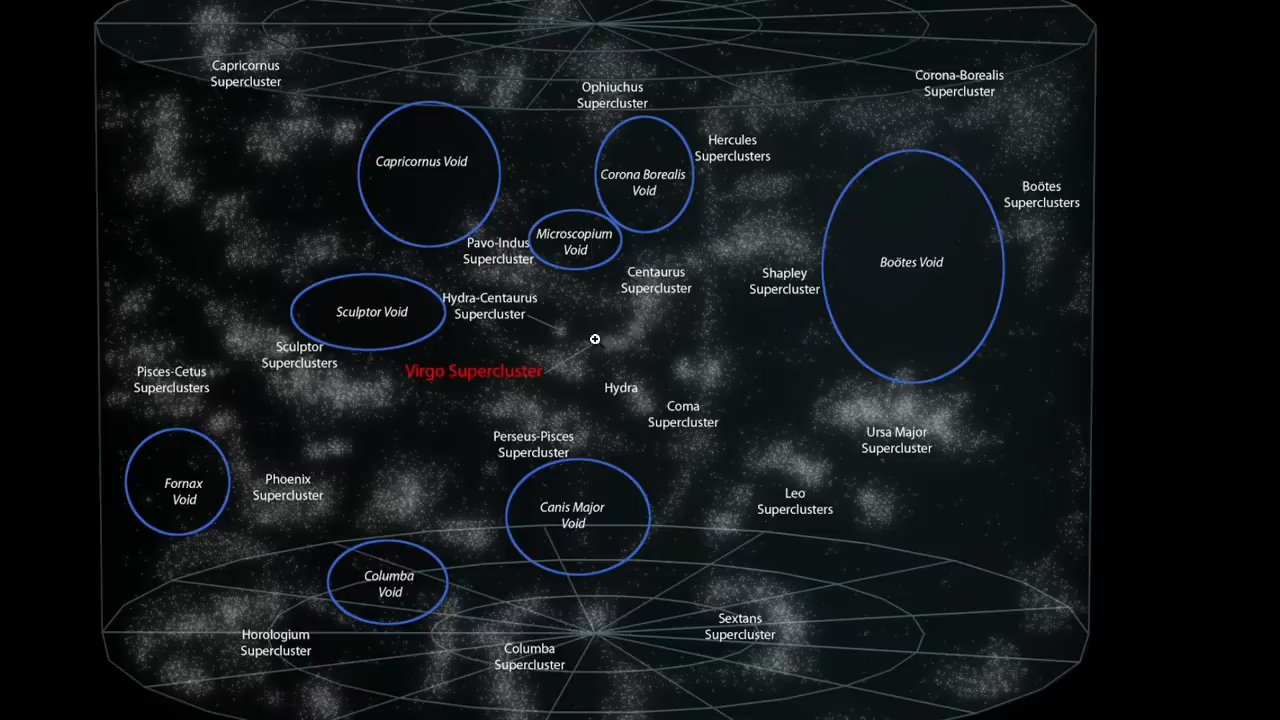 Capricornus
Supercluster
Ophiuchus
Supercluster
Corona-Borealis
Supercluster
Capricornus Void
Hercules
Superclusters
Corona Borealis
Void
Boötes
Superclusters
Microscopium
Void
Pavo-Indus
Supercluster
Boötes Void
Centaurus
Supercluster
Shapley
Supercluster
Hydra-Centaurus
Supercluster
Sculptor Void
Sculptor
Superclusters
Pisces-Cetus
Superclusters
Virgo Supercluster
Hydra
Coma
Supercluster
Perseus-Pisces
Supercluster
Ursa Major
Supercluster
Fornax
Void
Phoenix
Supercluster
Canis Major
Void
Leo
Superclusters
Columba
Void
Horologium
Supercluster
Columba
Supercluster
Sextans
Supercluster